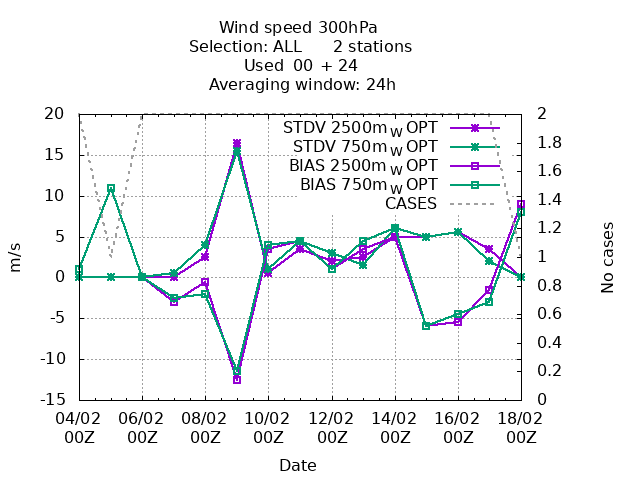 Wind speed 300hPa
Selection: ALL 2 stations
Used 00 + 24
Averaging window: 24h
20
15
10
5
0
-5
-10
-15
m/s
STDV 2500m_W OPT
STDV 750m_W OPT
BIAS 2500m_W OPT
BIAS 750m_W OPT
CASES
2
1.8
1.6
1.4
1.2
1
0.8
0.6
0.4
0.2
0
No cases
04/02 06/02 08/02 10/02 12/02 14/02 16/02 18/02
00Z 00Z 00Z 00Z 00Z 00Z 00Z 00Z
Date